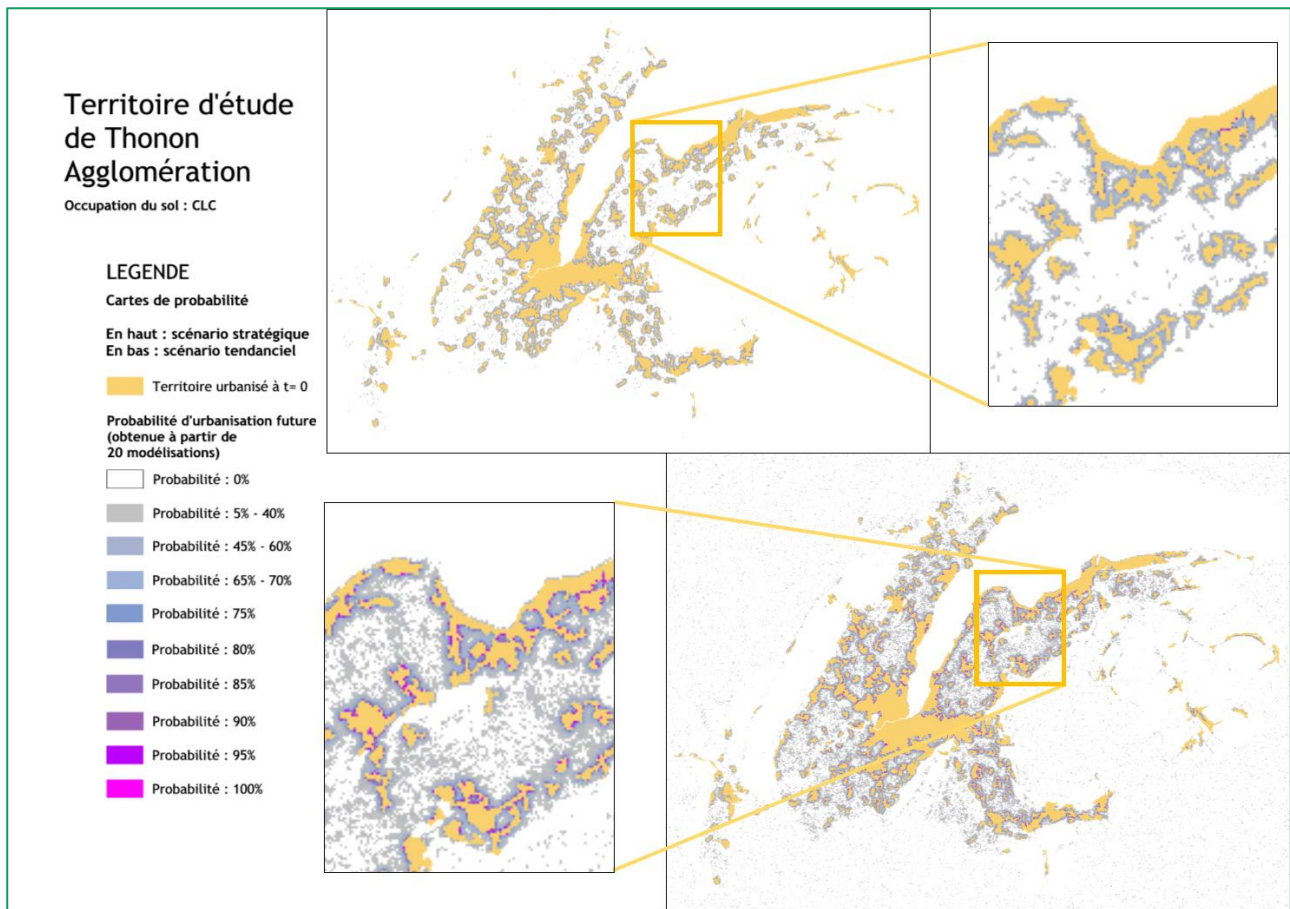 Territoire d'étude
de Thonon
Agglomération
Occupation du sol : CLC
LEGENDE
Cartes de probabilité
En haut : scénario stratégique
En bas : scénario tendanciel
Territoire urbanisé à t= 0
Probabilité d'urbanisation future
(obtenue à partir de
20 modélisations)
Probabilité : 0%
Probabilité : 5% - 40%
Probabilité : 45% - 60%
Probabilité : 65% - 70%
Probabilité : 75%
Probabilité : 80%
Probabilité : 85%
Probabilité : 90%
Probabilité : 95%
Probabilité : 100%